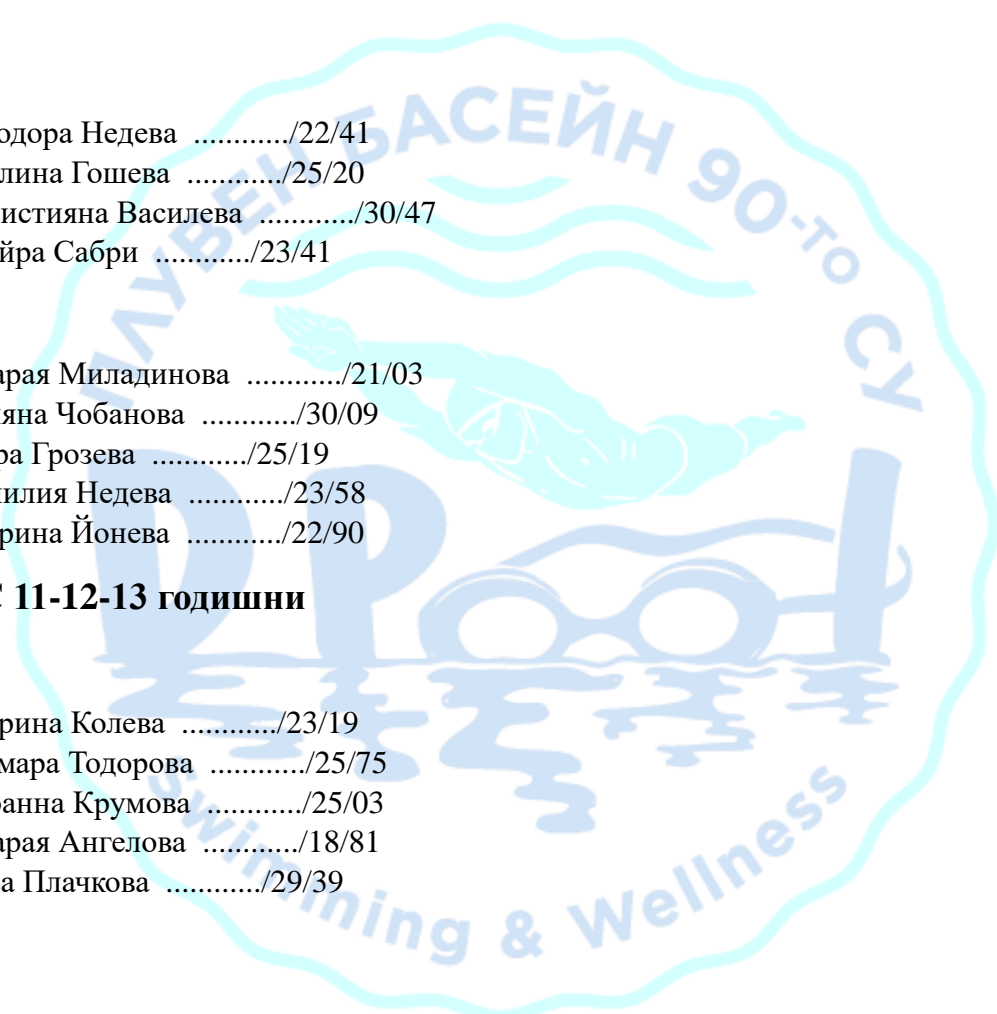 одора Недева ............/22/41
лина Гошева ............/25/20
истияна Василева ............/30/47
йра Сабри ............/23/41
арая Миладинова ............/21/03
яна Чобанова ............/30/09
ра Грозева ............/25/19
илия Недева ............/23/58
рина Йонева ............/22/90
11-12-13 годишни
рина Колева ............/23/19
мара Тодорова ............/25/75
анна Крумова ............/25/03
арая Ангелова ............/18/81
а Плачкова ............/29/39
ПЛУВЕН БАСЕЙН 90-ТО СУ
DPool
Swimming & Wellness